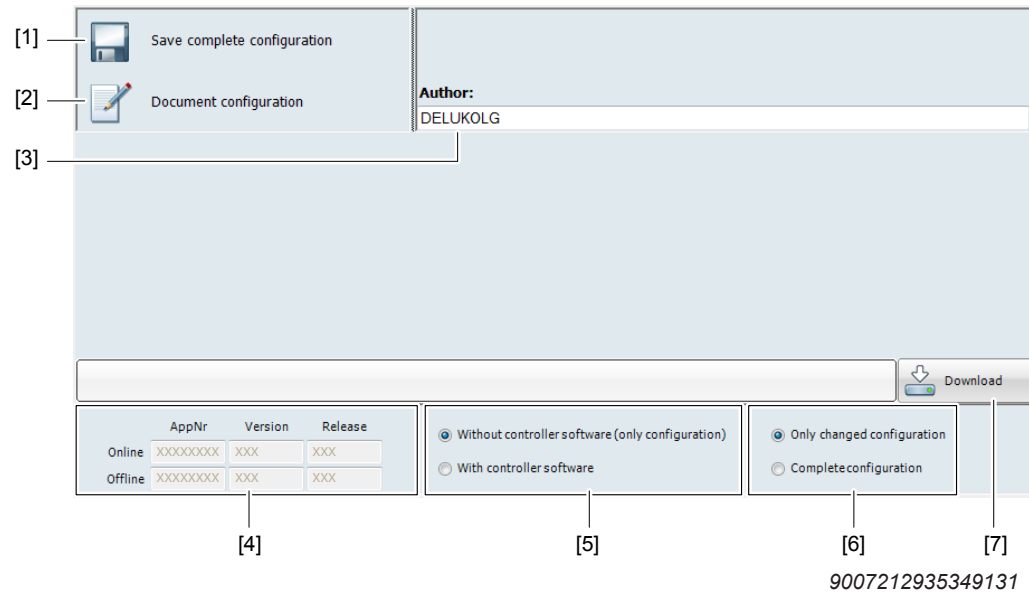 [1]
Save complete configuration
[2]
Document configuration
Author:
DELUKOLG
[3]
Download
AppNr Version Release
Online XXXXXXXX XXX XXX
Offline XXXXXXXX XXX XXX
Without controller software (only configuration)
With controller software
Only changed configuration
Complete configuration
[4] [5] [6] [7]
9007212935349131